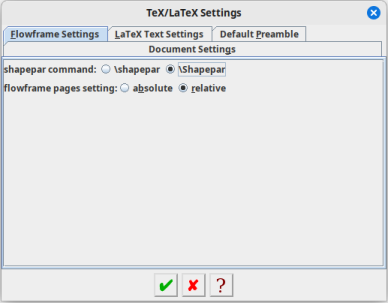 TeX/LaTeX Settings
Flowframe Settings LaTeX Text Settings Default Preamble
Document Settings
shapepar command: \shapepar \Shapepar
flowframe pages setting: absolute relative
?